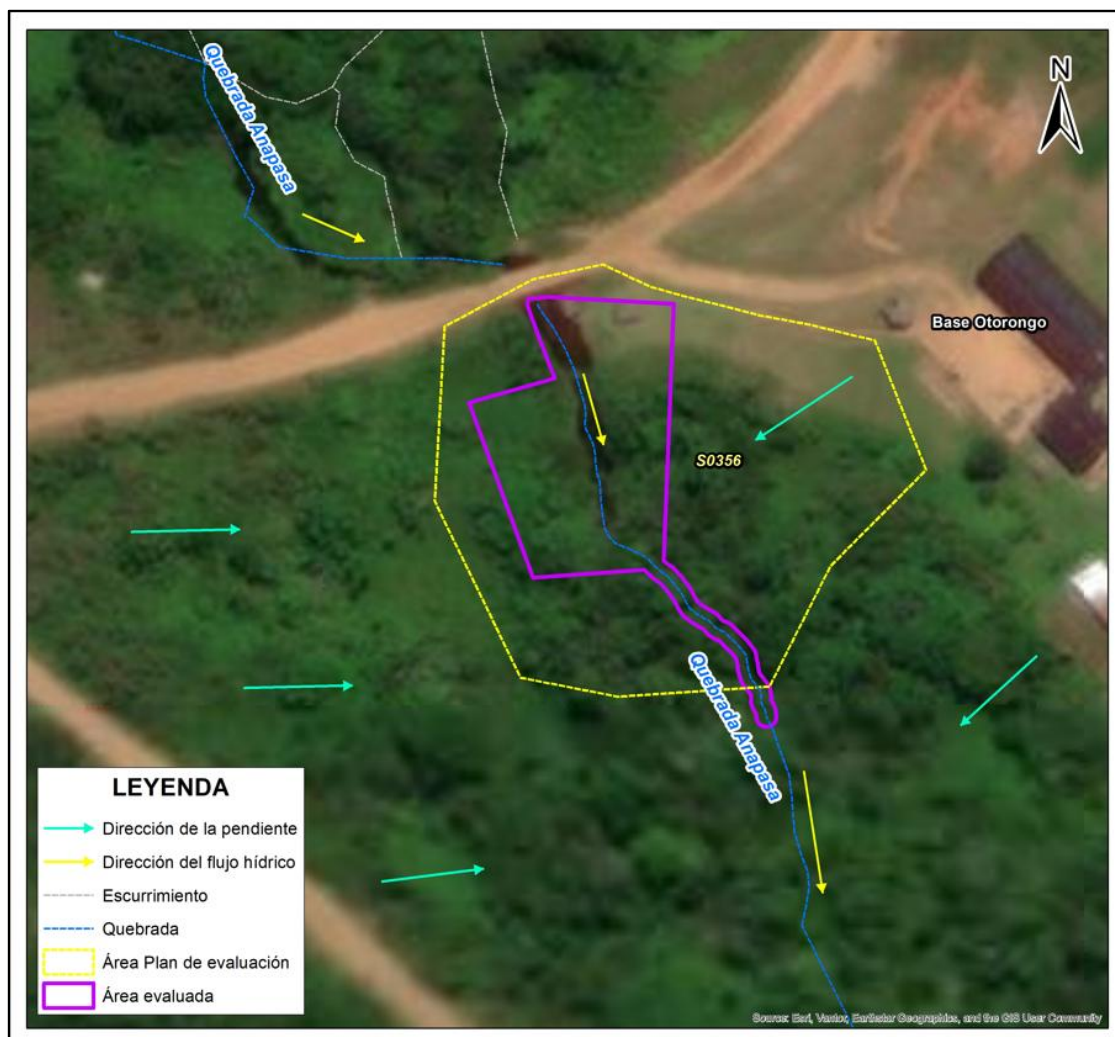 Quebrada Anapasa
N
Base Otorongo
S0356
Quebrada Anapasa
LEYENDA
Dirección de la pendiente
Dirección del flujo hídrico
Escurrimiento
Quebrada
Área Plan de evaluación
Área evaluada
Source: Esri, Vantor, Earthstar Geographics, and the GIS User Community